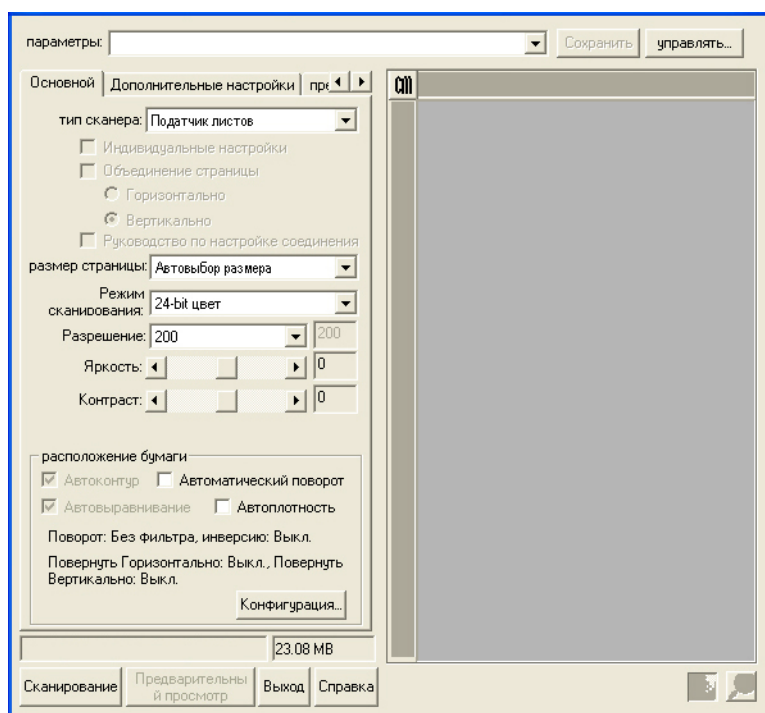 параметры:
Сохранить
управлять...
Основной
Дополнительные настройки
пре
см
тип сканера: Податчик листов
Индивидуальные настройки
Объединение страницы
Горизонтально
Вертикально
Руководство по настройке соединения
размер страницы: Автовыбор размера
Режим
сканирования: 24-bit цвет
Разрешение: 200 200
Яркость: 0
Контраст: 0
расположение бумаги
Автоконтур Автоматический поворот
Автовыравнивание Автоплотность
Поворот: Без фильтра, инверсию: Выкл.
Повернуть Горизонтально: Выкл., Повернуть
Вертикально: Выкл.
Конфигурация...
23.08 MB
Сканирование
Предварительны
й просмотр
Выход
Справка